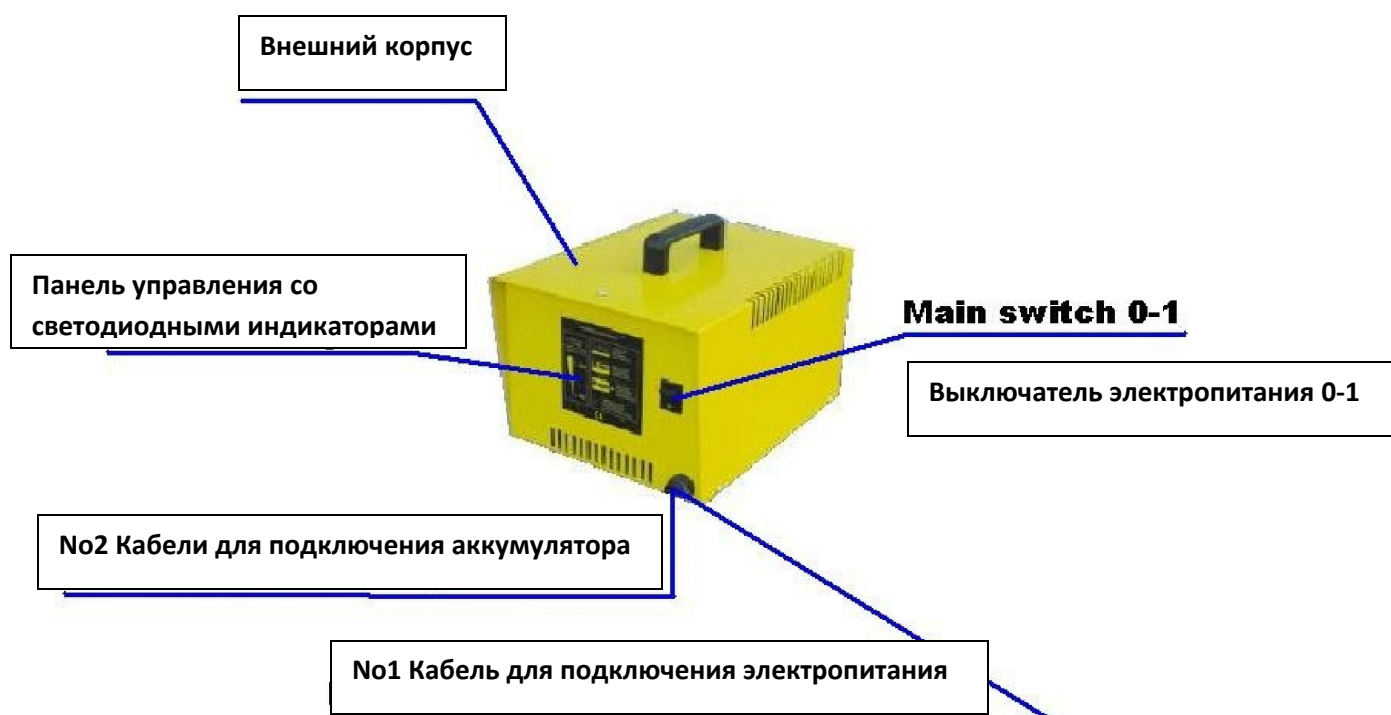 Внешний корпус
Панель управления со
светодиодными индикаторами
Main switch 0-1
Выключатель электропитания 0-1
No2 Кабели для подключения аккумулятора
No1 Кабель для подключения электропитания